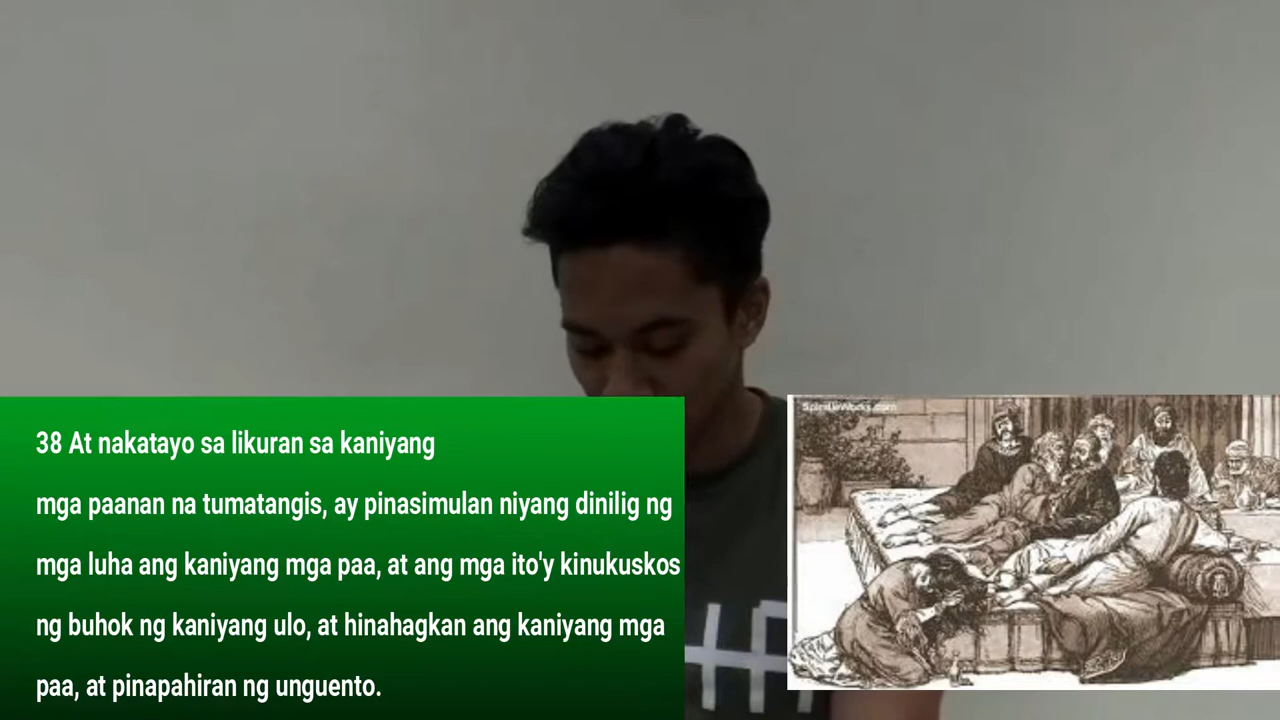 SpiritLeWorks.com
38 At nakatayo sa likuran sa kaniyang
mga paanan na tumatangis, ay pinasimulan niyang dinilig ng
mga luha ang kaniyang mga paa, at ang mga ito'y kinukuskos
ng buhok ng kaniyang ulo, at hinahagkan ang kaniyang mga
paa, at pinapahiran ng unguento.